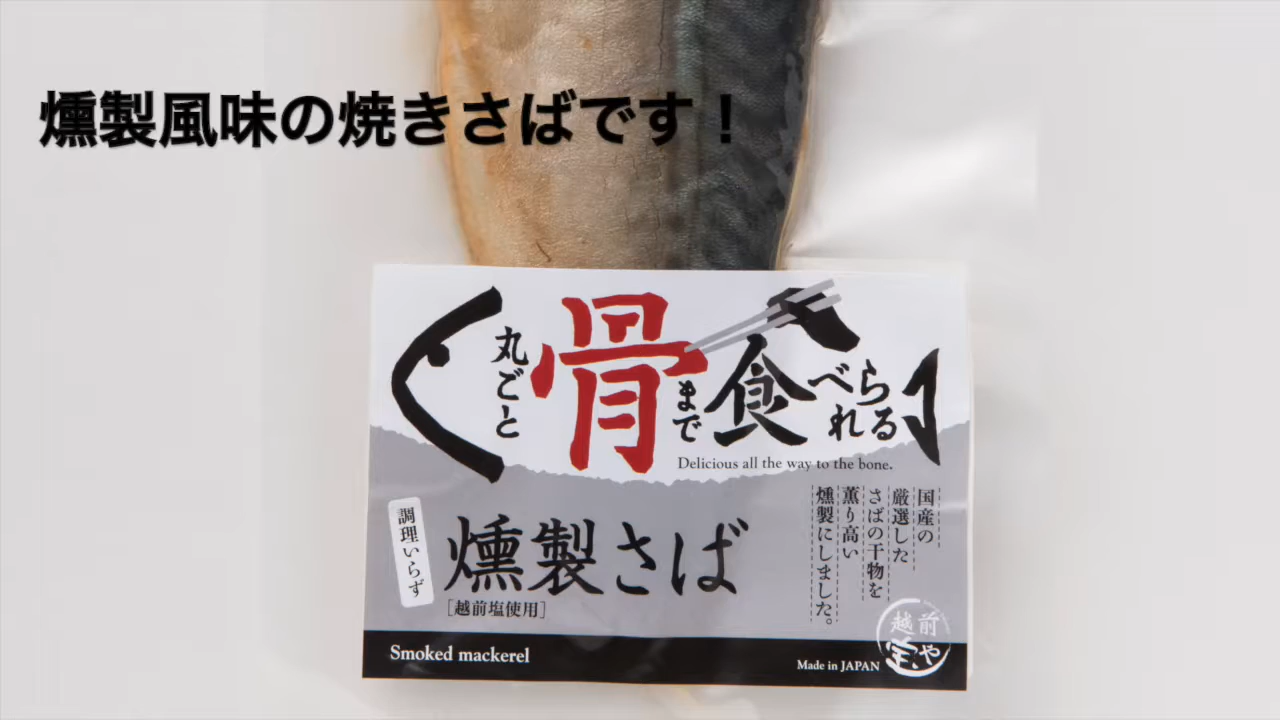 燻製風味の焼きさばです！
丸ごと
骨
まで
食べられる
Delicious all the way to the bone.
国産の
厳選した
さばの干物を
薫り高い
燻製にしました。
調理いらず
燻製さば
［越前塩使用］
Smoked mackerel
Made in JAPAN
越前
宝や